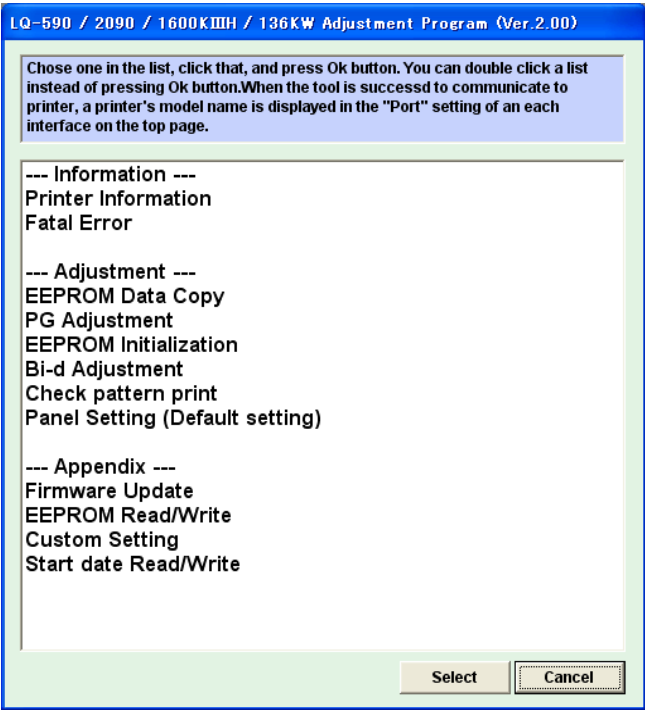 LQ-590 / 2090 / 1600KⅢH / 136KW Adjustment Program (Ver.2.00)
Chose one in the list, click that, and press Ok button. You can double click a list
instead of pressing Ok button.When the tool is successd to communicate to
printer, a printer's model name is displayed in the "Port" setting of an each
interface on the top page.
--- Information ---
Printer Information
Fatal Error
--- Adjustment ---
EEPROM Data Copy
PG Adjustment
EEPROM Initialization
Bi-d Adjustment
Check pattern print
Panel Setting (Default setting)
--- Appendix ---
Firmware Update
EEPROM Read/Write
Custom Setting
Start date Read/Write
Select Cancel